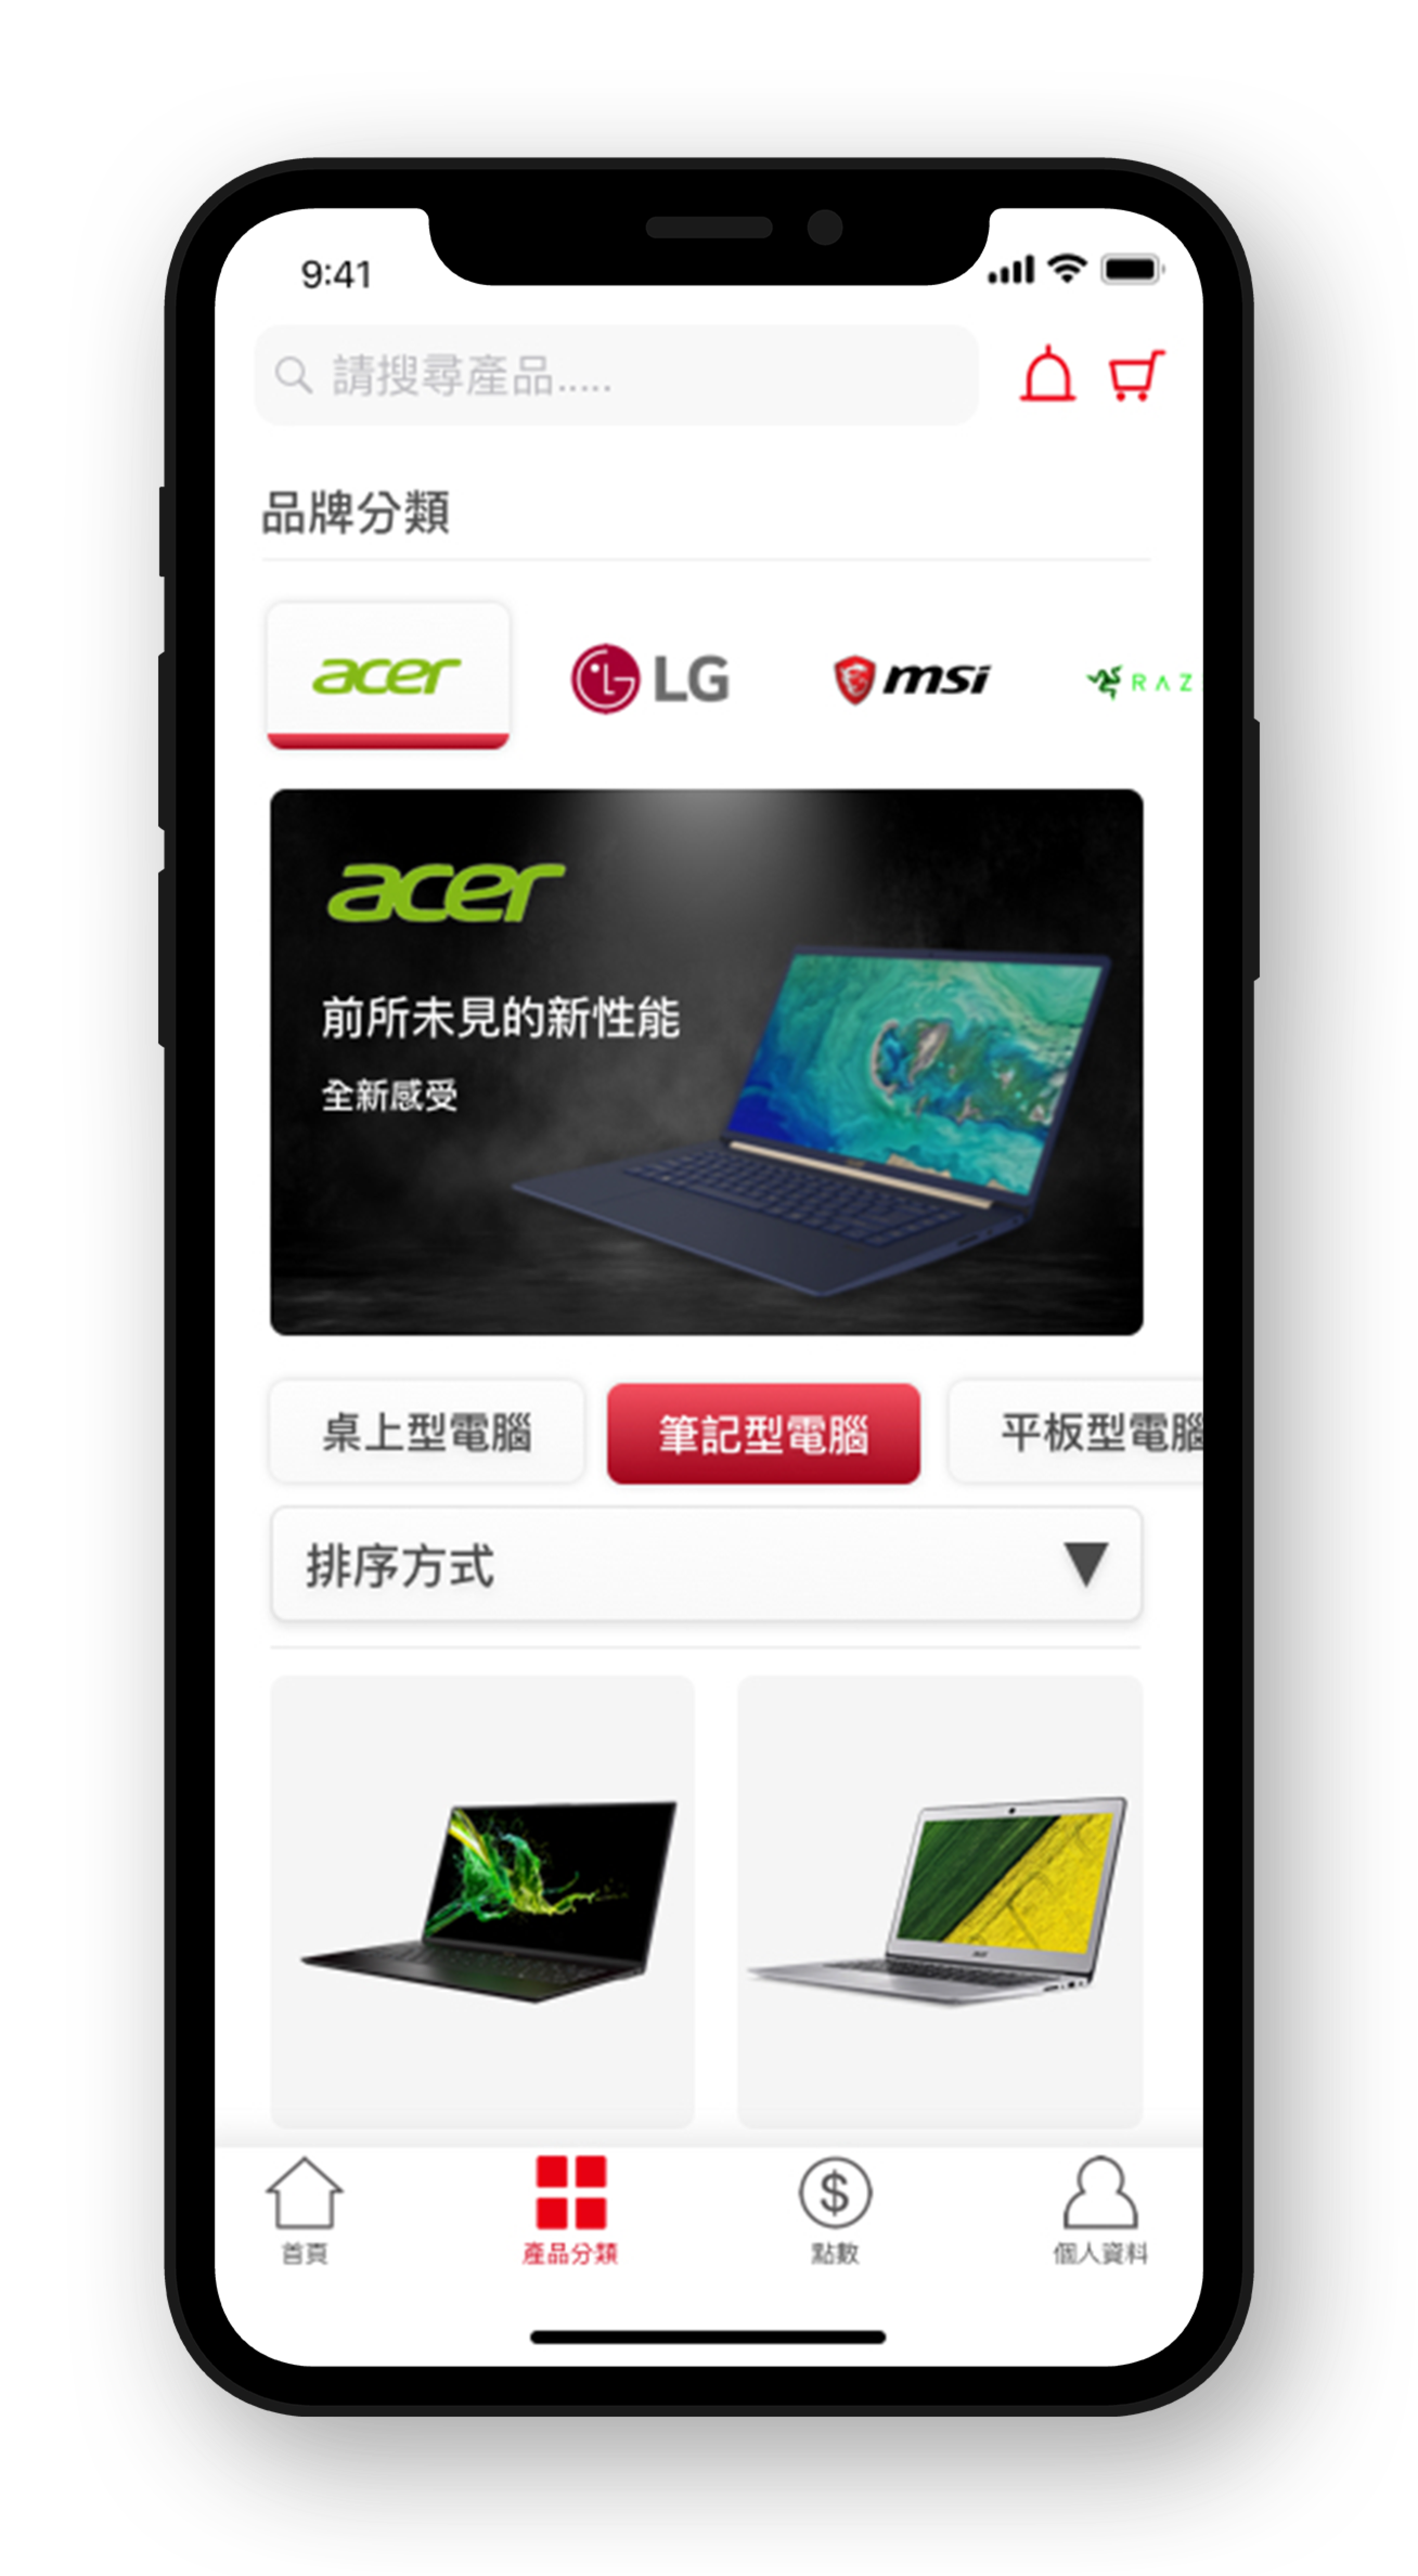 9:41
請搜尋產品.....
品牌分類
acer LG msi RAZ
acer
前所未見的新性能
全新感受
桌上型電腦 筆記型電腦 平板型電腦
排序方式
首頁 產品分類 點數 個人資料